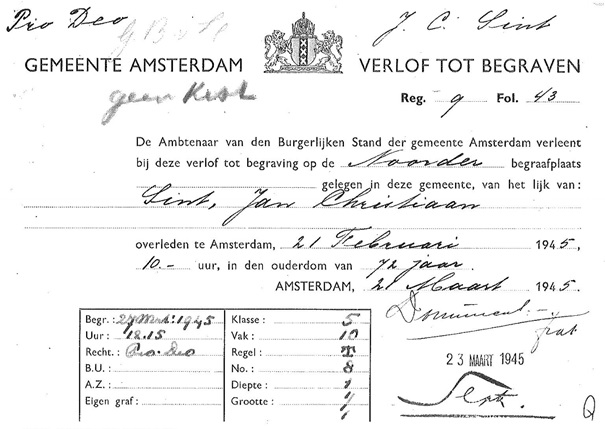 Pro Deo
J. C. Sint
GEMEENTE AMSTERDAM
VERLOF TOT BEGRAVEN
geen Kist
Reg. 9 Fol. 43
De Ambtenaar van den Burgerlijken Stand der gemeente Amsterdam verleent
bij deze verlof tot begraving op de Noorder begraafplaats
gelegen in deze gemeente, van het lijk van:
Sint, Jan Christiaan
overleden te Amsterdam, 21 Februari 1945,
10.- uur, in den ouderdom van 72 jaar.
AMSTERDAM, 21 Maart 1945.
Begr.: 27 Mrt. 1945
Klasse: 5
Uur: 12.15
Vak: 10
Recht.: Pro. Deo
Regel: T
B.U.:
No.: 8
A.Z.:
Diepte: 1
Eigen graf:
Grootte: 1
23 MAART 1945
Q